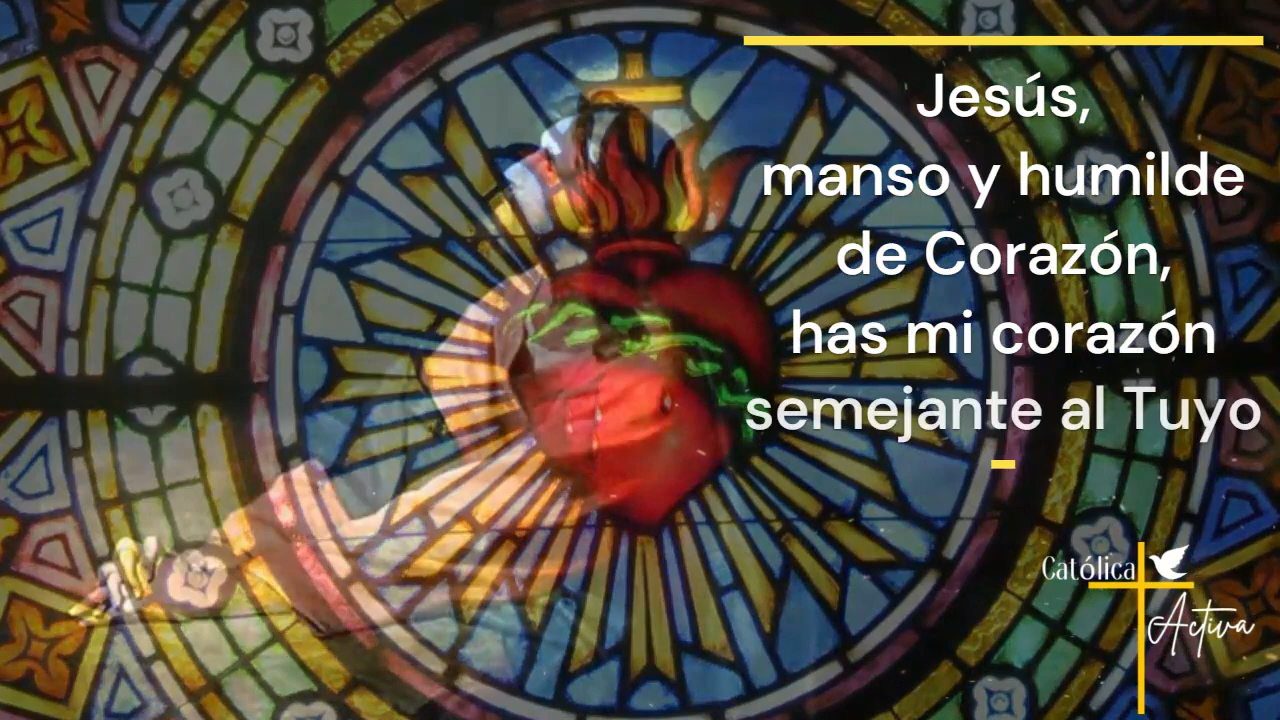 Jesús,
manso y humilde
de Corazón,
has mi corazón
semejante al Tuyo
Católica
Activa